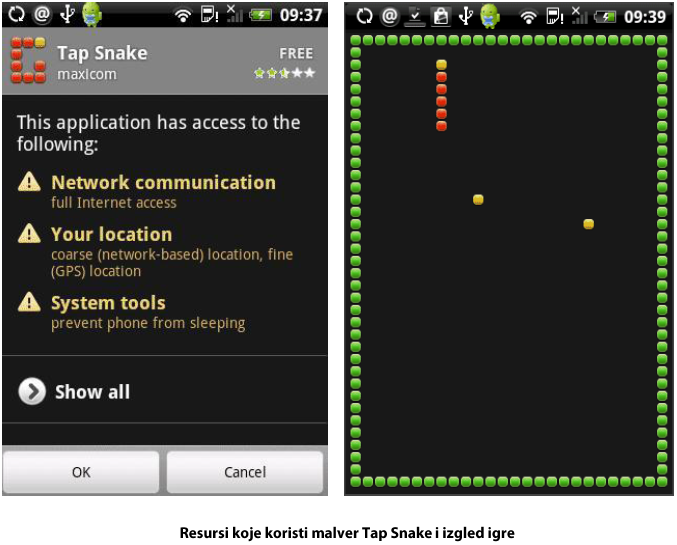 09:37
Tap Snake
FREE
maxicom
This application has access to the
following:
Network communication
full Internet access
Your location
coarse (network-based) location, fine
(GPS) location
System tools
prevent phone from sleeping
Show all
OK
Cancel
09:39
Resursi koje koristi malver Tap Snake i izgled igre